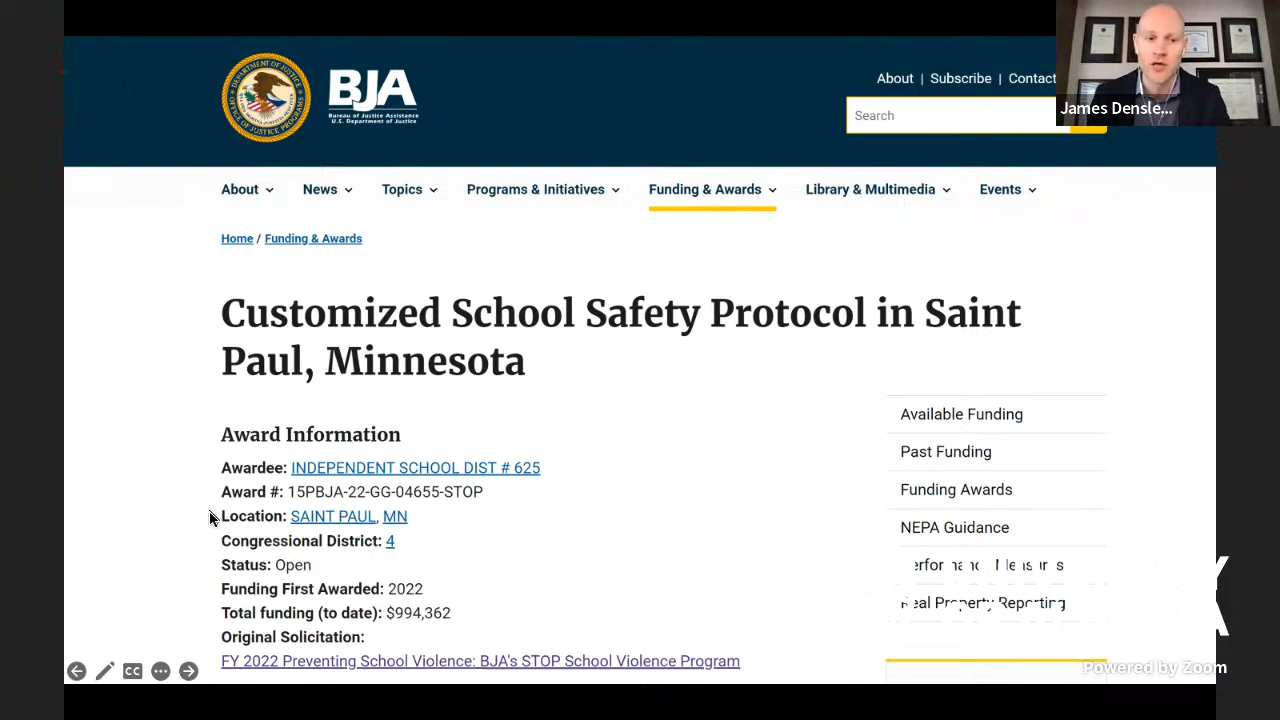 BJA
Bureau of Justice Assistance
U.S. Department of Justice
About | Subscribe | Contact
Search
James Densle...
About
News
Topics
Programs & Initiatives
Funding & Awards
Library & Multimedia
Events
Home / Funding & Awards
Customized School Safety Protocol in Saint
Paul, Minnesota
Award Information
Awardee: INDEPENDENT SCHOOL DIST # 625
Award #: 15PBJA-22-GG-04655-STOP
Location: SAINT PAUL, MN
Congressional District: 4
Status: Open
Funding First Awarded: 2022
Total funding (to date): $994,362
Original Solicitation:
FY 2022 Preventing School Violence: BJA's STOP School Violence Program
Available Funding
Past Funding
Funding Awards
NEPA Guidance
Real Property Reporting
CC
Powered by Zoom